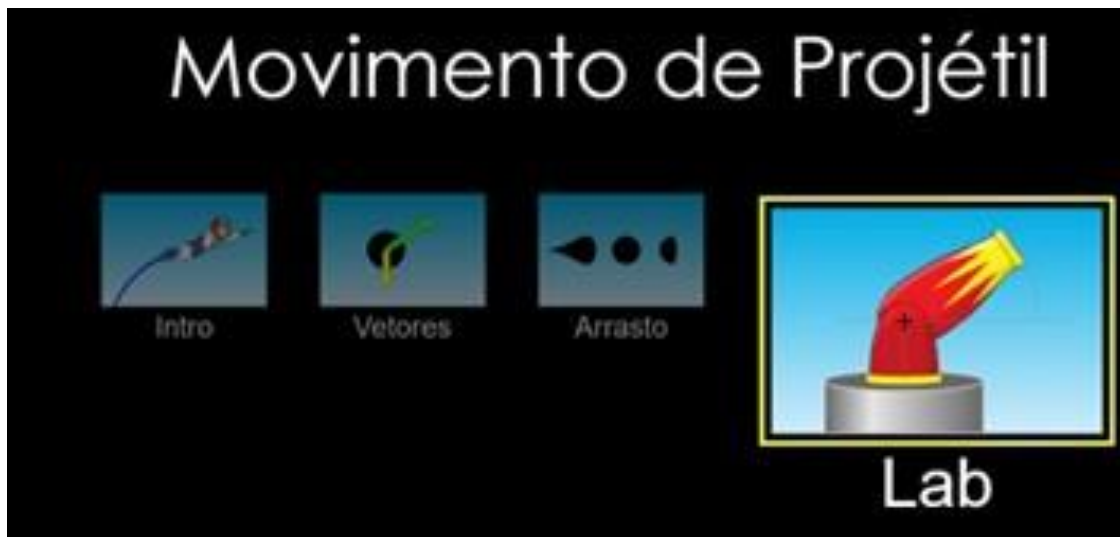 Movimento de Projétil
Intro
Vetores
Arrasto
Lab